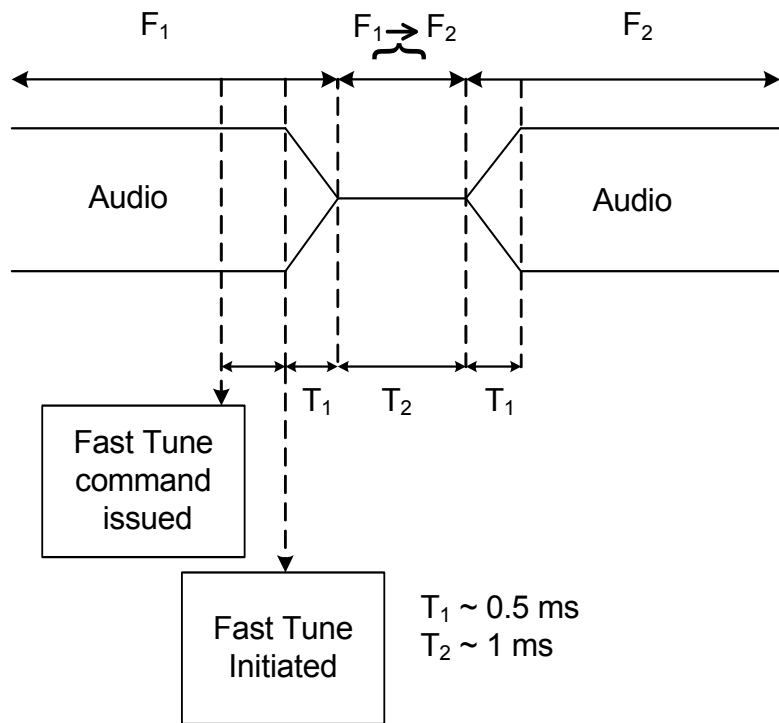 F₁
F₁ → F₂
F₂
Audio
Audio
T₁
T₂
T₁
Fast Tune
command
issued
Fast Tune
Initiated
T₁ ~ 0.5 ms
T₂ ~ 1 ms